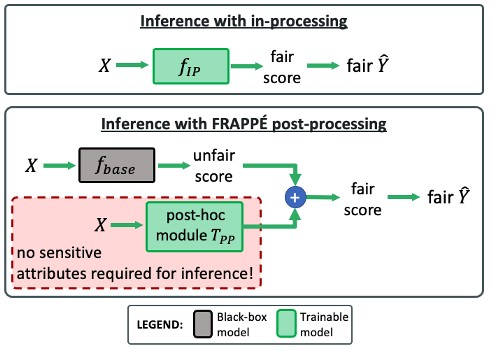 Inference with in-processing
X
f_IP
fair
score
fair Ŷ
Inference with FRAPPÉ post-processing
X
f_base
unfair
score
+
fair
score
fair Ŷ
X
post-hoc
module T_PP
no sensitive
attributes required for inference!
LEGEND:
Black-box
model
Trainable
model